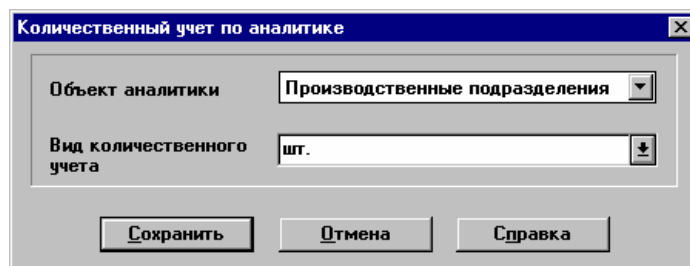 Количественный учет по аналитике
Объект аналитики
Производственные подразделения
Вид количественного
учета
шт.
Сохранить
Отмена
Справка